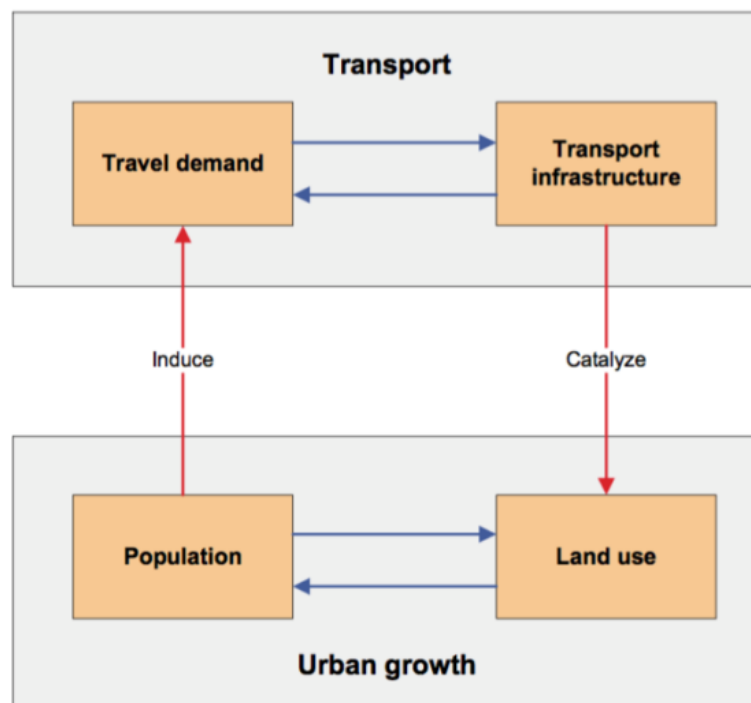 Transport
Travel demand
Transport
infrastructure
Induce
Catalyze
Population
Land use
Urban growth